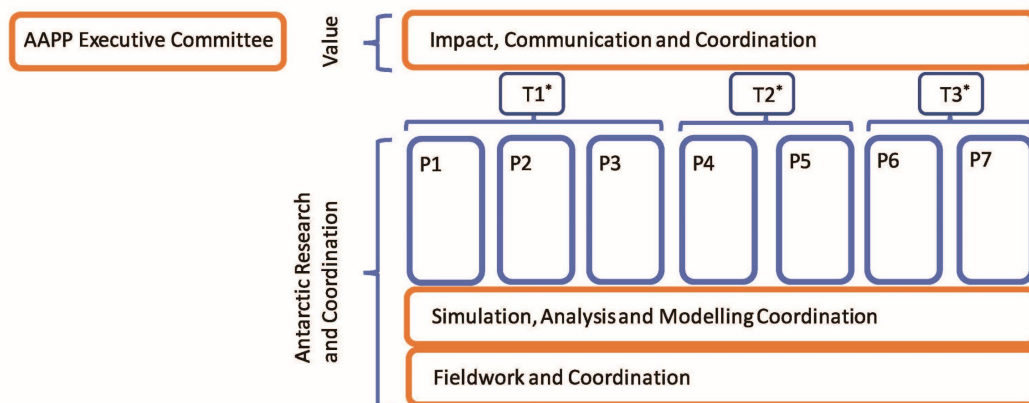 AAPP Executive Committee
Value
Impact, Communication and Coordination
T1*
T2*
T3*
P1
P2
P3
P4
P5
P6
P7
Antarctic Research
and Coordination
Simulation, Analysis and Modelling Coordination
Fieldwork and Coordination